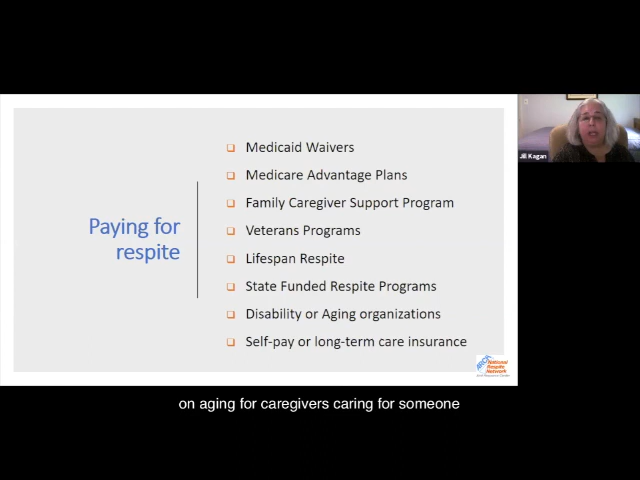 Paying for
respite
Medicaid Waivers
Medicare Advantage Plans
Family Caregiver Support Program
Veterans Programs
Lifespan Respite
State Funded Respite Programs
Disability or Aging organizations
Self-pay or long-term care insurance
ARCH National
Respite
Network
Jill Kagan
on aging for caregivers caring for someone